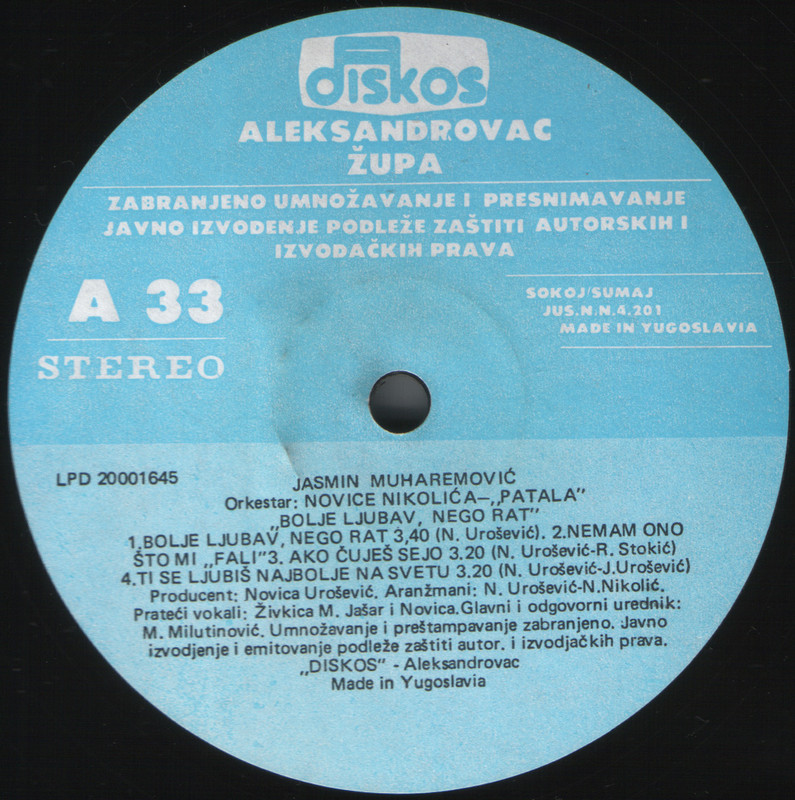 DISKOS
ALEKSANDROVAC
ŽUPA
ZABRANJENO UMNOŽAVANJE I PRESNIMAVANJE
JAVNO IZVOĐENJE PODLEŽE ZAŠTITI AUTORSKIH I
IZVOĐAČKIH PRAVA
A 33
STEREO
SOKOJ/SUMAJ
JUS.N.N.4.201
MADE IN YUGOSLAVIA
LPD 20001645
JASMIN MUHAREMOVIĆ
Orkestar: NOVICE NIKOLIĆA—„PATALA"
„BOLJE LJUBAV, NEGO RAT"
1.BOLJE LJUBAV, NEGO RAT 3,40 (N. Urošević). 2.NEMAM ONO
ŠTO MI „FALI"3. AKO ČUJEŠ SEJO 3.20 (N. Urošević-R. Stokić)
4.TI SE LJUBIŠ NAJBOLJE NA SVETU 3.20 (N. Urošević-J.Urošević)
Producent: Novica Urošević. Aranžmani: N. Urošević-N.Nikolić.
Prateći vokali: Živkica M. Jašar i Novica.Glavni i odgovorni urednik:
M. Milutinović. Umnožavanje i preštampavanje zabranjeno. Javno
izvodjenje i emitovanje podleže zaštiti autor. i izvodjačkih prava.
„DISKOS" - Aleksandrovac
Made in Yugoslavia